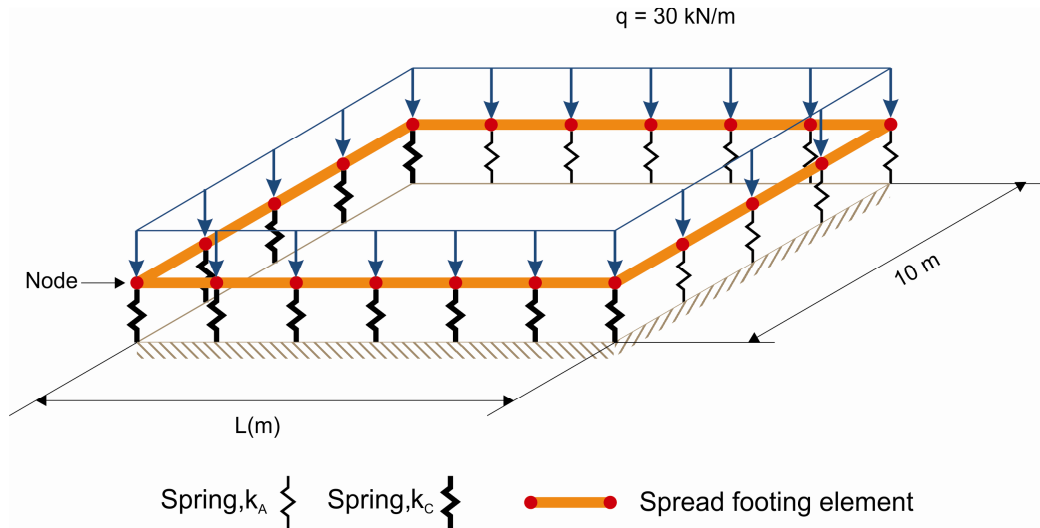 q = 30 kN/m
Node
10 m
L(m)
Spring,kA Spring,kC Spread footing element